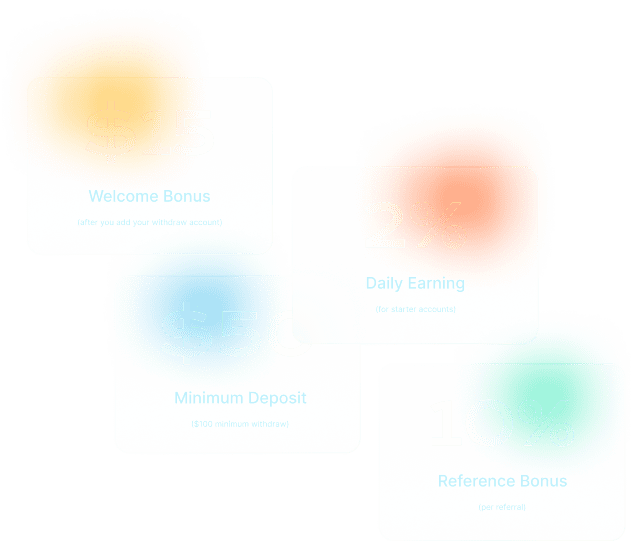 Welcome Bonus
(after you add your withdraw account)
Daily Earning
(for starter accounts)
Minimum Deposit
($100 minimum withdraw)
Reference Bonus
(per referral)